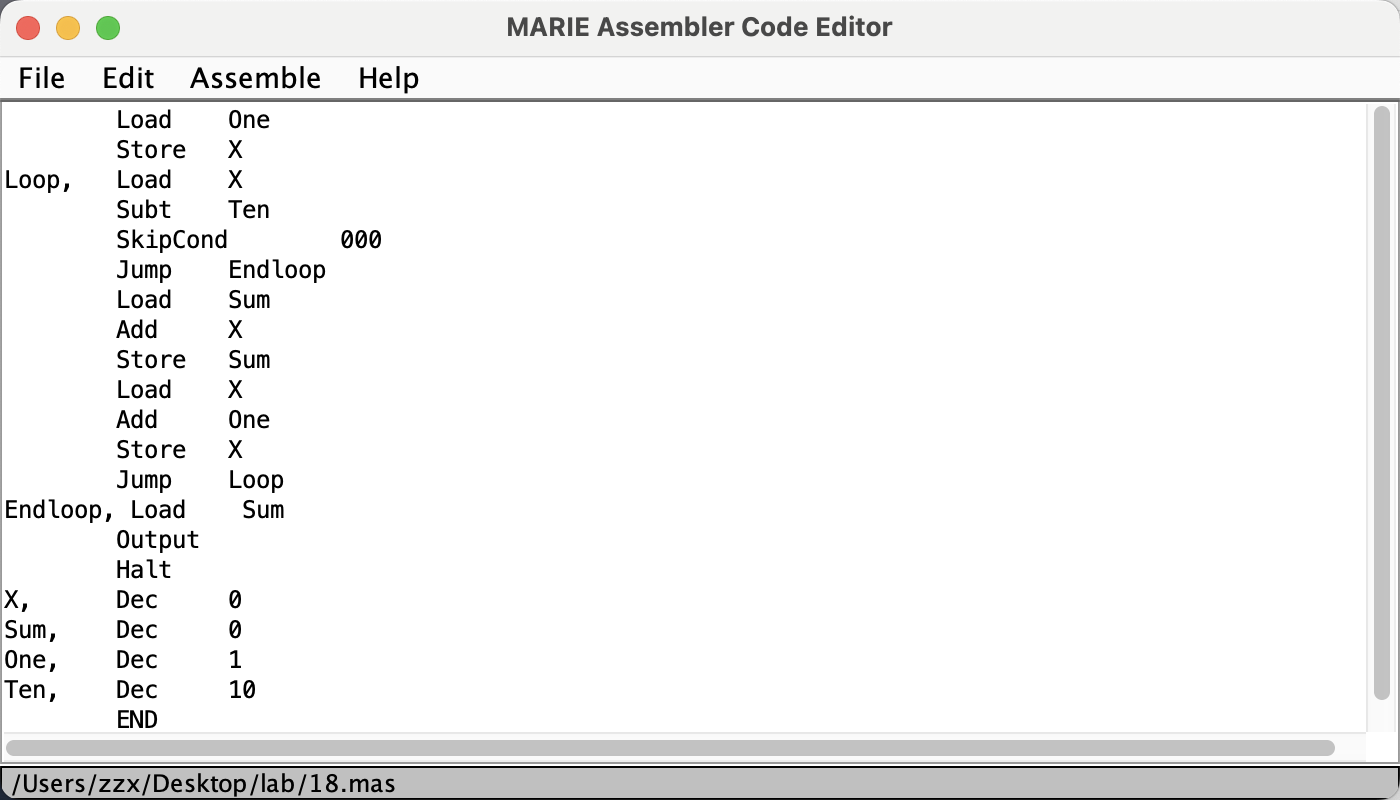 MARIE Assembler Code Editor
File Edit Assemble Help
Load One
Store X
Loop, Load X
Subt Ten
SkipCond 000
Jump Endloop
Load Sum
Add X
Store Sum
Load X
Add One
Store X
Jump Loop
Endloop, Load Sum
Output
Halt
X, Dec 0
Sum, Dec 0
One, Dec 1
Ten, Dec 10
END
/Users/zzx/Desktop/lab/18.mas